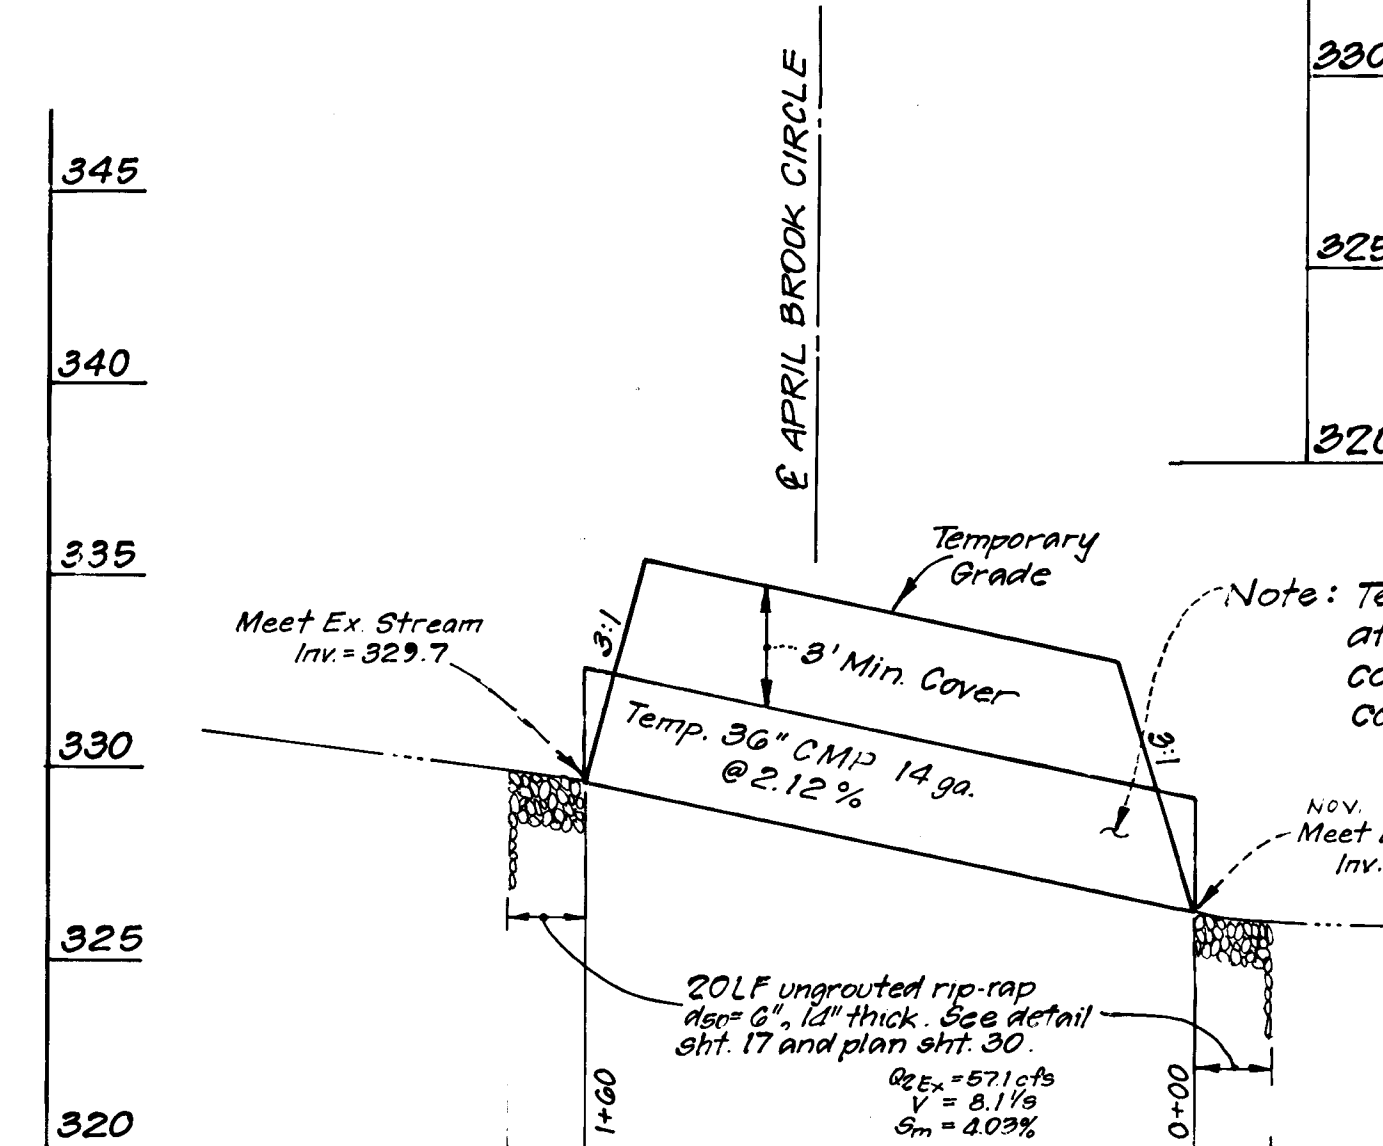 330
325
320
345
340
335
330
325
320
℄ APRIL BROOK CIRCLE
Temporary
Grade
Note:
Meet Ex. Stream
Inv. = 329.7
3:1
3' Min. Cover
3:1
Temp. 36" CMP 14 ga.
@ 2.12 %
NOV.
Meet
Inv.
20LF ungrouted rip-rap
d50= 6", 14" thick. See detail
sht. 17 and plan sht. 30.
Q2 Ex = 57.1 cfs
V = 8.1 '/s
Sm = 4.03%
1+60
0+00